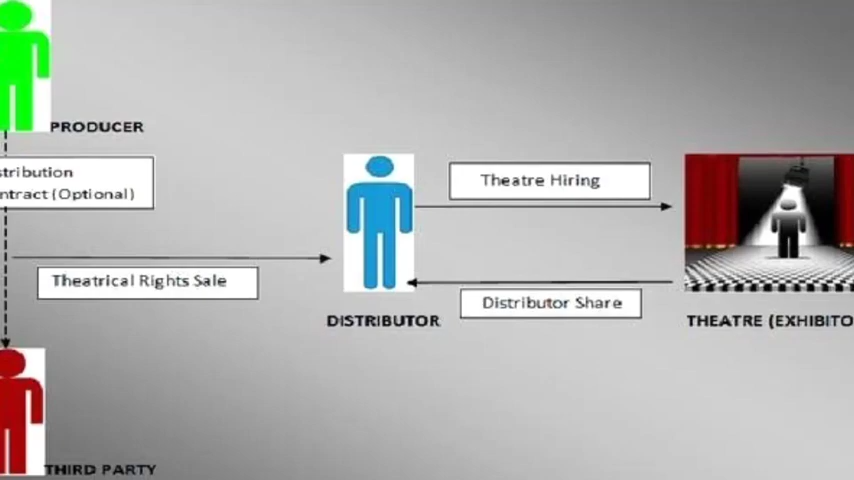 PRODUCER
stribution
ntract (Optional)
Theatre Hiring
Theatrical Rights Sale
Distributor Share
DISTRIBUTOR
THEATRE (EXHIBITO
THIRD PARTY